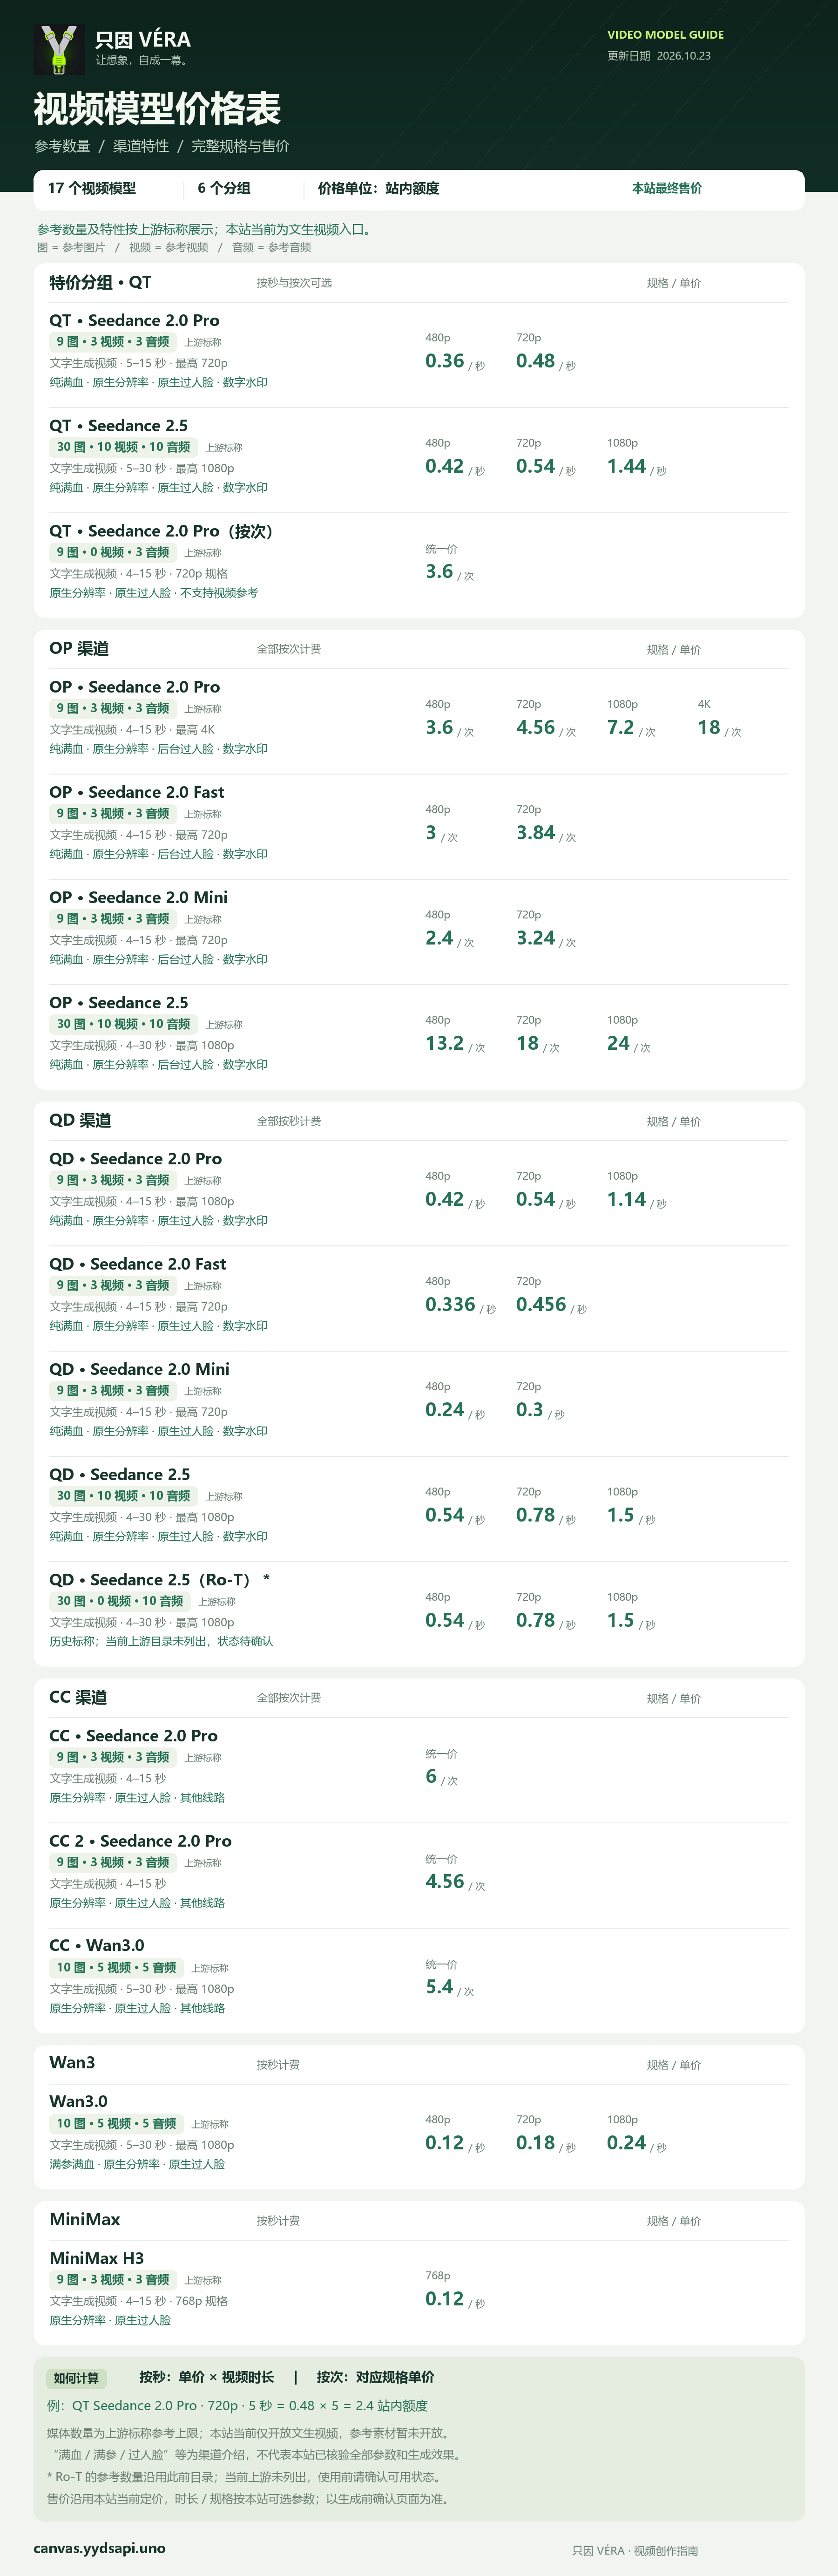 只因 VÉRA
让想象，自成一幕。
VIDEO MODEL GUIDE
更新日期 2026.10.23
视频模型价格表
参考数量 / 渠道特性 / 完整规格与售价
17 个视频模型 6 个分组 价格单位：站内额度 本站最终售价
参考数量及特性按上游标称展示；本站当前为文生视频入口。
图 = 参考图片 / 视频 = 参考视频 / 音频 = 参考音频
特价分组 • QT 按秒与按次可选 规格 / 单价
QT • Seedance 2.0 Pro
9 图 • 3 视频 • 3 音频 上游标称
文字生成视频 · 5–15 秒 · 最高 720p
纯满血 · 原生分辨率 · 原生过人脸 · 数字水印
480p 720p
0.36 / 秒 0.48 / 秒
QT • Seedance 2.5
30 图 • 10 视频 • 10 音频 上游标称
文字生成视频 · 5–30 秒 · 最高 1080p
纯满血 · 原生分辨率 · 原生过人脸 · 数字水印
480p 720p 1080p
0.42 / 秒 0.54 / 秒 1.44 / 秒
QT • Seedance 2.0 Pro（按次）
9 图 • 0 视频 • 3 音频 上游标称
文字生成视频 · 4–15 秒 · 720p 规格
原生分辨率 · 原生过人脸 · 不支持视频参考
统一价
3.6 / 次
OP 渠道 全部按次计费 规格 / 单价
OP • Seedance 2.0 Pro
9 图 • 3 视频 • 3 音频 上游标称
文字生成视频 · 4–15 秒 · 最高 4K
纯满血 · 原生分辨率 · 后台过人脸 · 数字水印
480p 720p 1080p 4K
3.6 / 次 4.56 / 次 7.2 / 次 18 / 次
OP • Seedance 2.0 Fast
9 图 • 3 视频 • 3 音频 上游标称
文字生成视频 · 4–15 秒 · 最高 720p
纯满血 · 原生分辨率 · 后台过人脸 · 数字水印
480p 720p
3 / 次 3.84 / 次
OP • Seedance 2.0 Mini
9 图 • 3 视频 • 3 音频 上游标称
文字生成视频 · 4–15 秒 · 最高 720p
纯满血 · 原生分辨率 · 后台过人脸 · 数字水印
480p 720p
2.4 / 次 3.24 / 次
OP • Seedance 2.5
30 图 • 10 视频 • 10 音频 上游标称
文字生成视频 · 4–30 秒 · 最高 1080p
纯满血 · 原生分辨率 · 后台过人脸 · 数字水印
480p 720p 1080p
13.2 / 次 18 / 次 24 / 次
QD 渠道 全部按秒计费 规格 / 单价
QD • Seedance 2.0 Pro
9 图 • 3 视频 • 3 音频 上游标称
文字生成视频 · 4–15 秒 · 最高 1080p
纯满血 · 原生分辨率 · 原生过人脸 · 数字水印
480p 720p 1080p
0.42 / 秒 0.54 / 秒 1.14 / 秒
QD • Seedance 2.0 Fast
9 图 • 3 视频 • 3 音频 上游标称
文字生成视频 · 4–15 秒 · 最高 720p
纯满血 · 原生分辨率 · 原生过人脸 · 数字水印
480p 720p
0.336 / 秒 0.456 / 秒
QD • Seedance 2.0 Mini
9 图 • 3 视频 • 3 音频 上游标称
文字生成视频 · 4–15 秒 · 最高 720p
纯满血 · 原生分辨率 · 原生过人脸 · 数字水印
480p 720p
0.24 / 秒 0.3 / 秒
QD • Seedance 2.5
30 图 • 10 视频 • 10 音频 上游标称
文字生成视频 · 4–30 秒 · 最高 1080p
纯满血 · 原生分辨率 · 原生过人脸 · 数字水印
480p 720p 1080p
0.54 / 秒 0.78 / 秒 1.5 / 秒
QD • Seedance 2.5（Ro-T） *
30 图 • 0 视频 • 10 音频 上游标称
文字生成视频 · 4–30 秒 · 最高 1080p
历史标称；当前上游目录未列出，状态待确认
480p 720p 1080p
0.54 / 秒 0.78 / 秒 1.5 / 秒
CC 渠道 全部按次计费 规格 / 单价
CC • Seedance 2.0 Pro
9 图 • 3 视频 • 3 音频 上游标称
文字生成视频 · 4–15 秒
原生分辨率 · 原生过人脸 · 其他线路
统一价
6 / 次
CC 2 • Seedance 2.0 Pro
9 图 • 3 视频 • 3 音频 上游标称
文字生成视频 · 4–15 秒
原生分辨率 · 原生过人脸 · 其他线路
统一价
4.56 / 次
CC • Wan3.0
10 图 • 5 视频 • 5 音频 上游标称
文字生成视频 · 5–30 秒 · 最高 1080p
原生分辨率 · 原生过人脸 · 其他线路
统一价
5.4 / 次
Wan3 按秒计费 规格 / 单价
Wan3.0
10 图 • 5 视频 • 5 音频 上游标称
文字生成视频 · 5–30 秒 · 最高 1080p
满参满血 · 原生分辨率 · 原生过人脸
480p 720p 1080p
0.12 / 秒 0.18 / 秒 0.24 / 秒
MiniMax 按秒计费 规格 / 单价
MiniMax H3
9 图 • 3 视频 • 3 音频 上游标称
文字生成视频 · 4–15 秒 · 768p 规格
原生分辨率 · 原生过人脸
768p
0.12 / 秒
如何计算 按秒：单价 × 视频时长 | 按次：对应规格单价
例：QT Seedance 2.0 Pro · 720p · 5 秒 = 0.48 × 5 = 2.4 站内额度
媒体数量为上游标称参考上限；本站当前仅开放文生视频，参考素材暂未开放。
“满血 / 满参 / 过人脸”等为渠道介绍，不代表本站已核验全部参数和生成效果。
* Ro-T 的参考数量沿用此前目录；当前上游未列出，使用前请确认可用状态。
售价沿用本站当前定价，时长 / 规格按本站可选参数；以生成前确认页面为准。
canvas.yydsapi.uno
只因 VÉRA · 视频创作指南